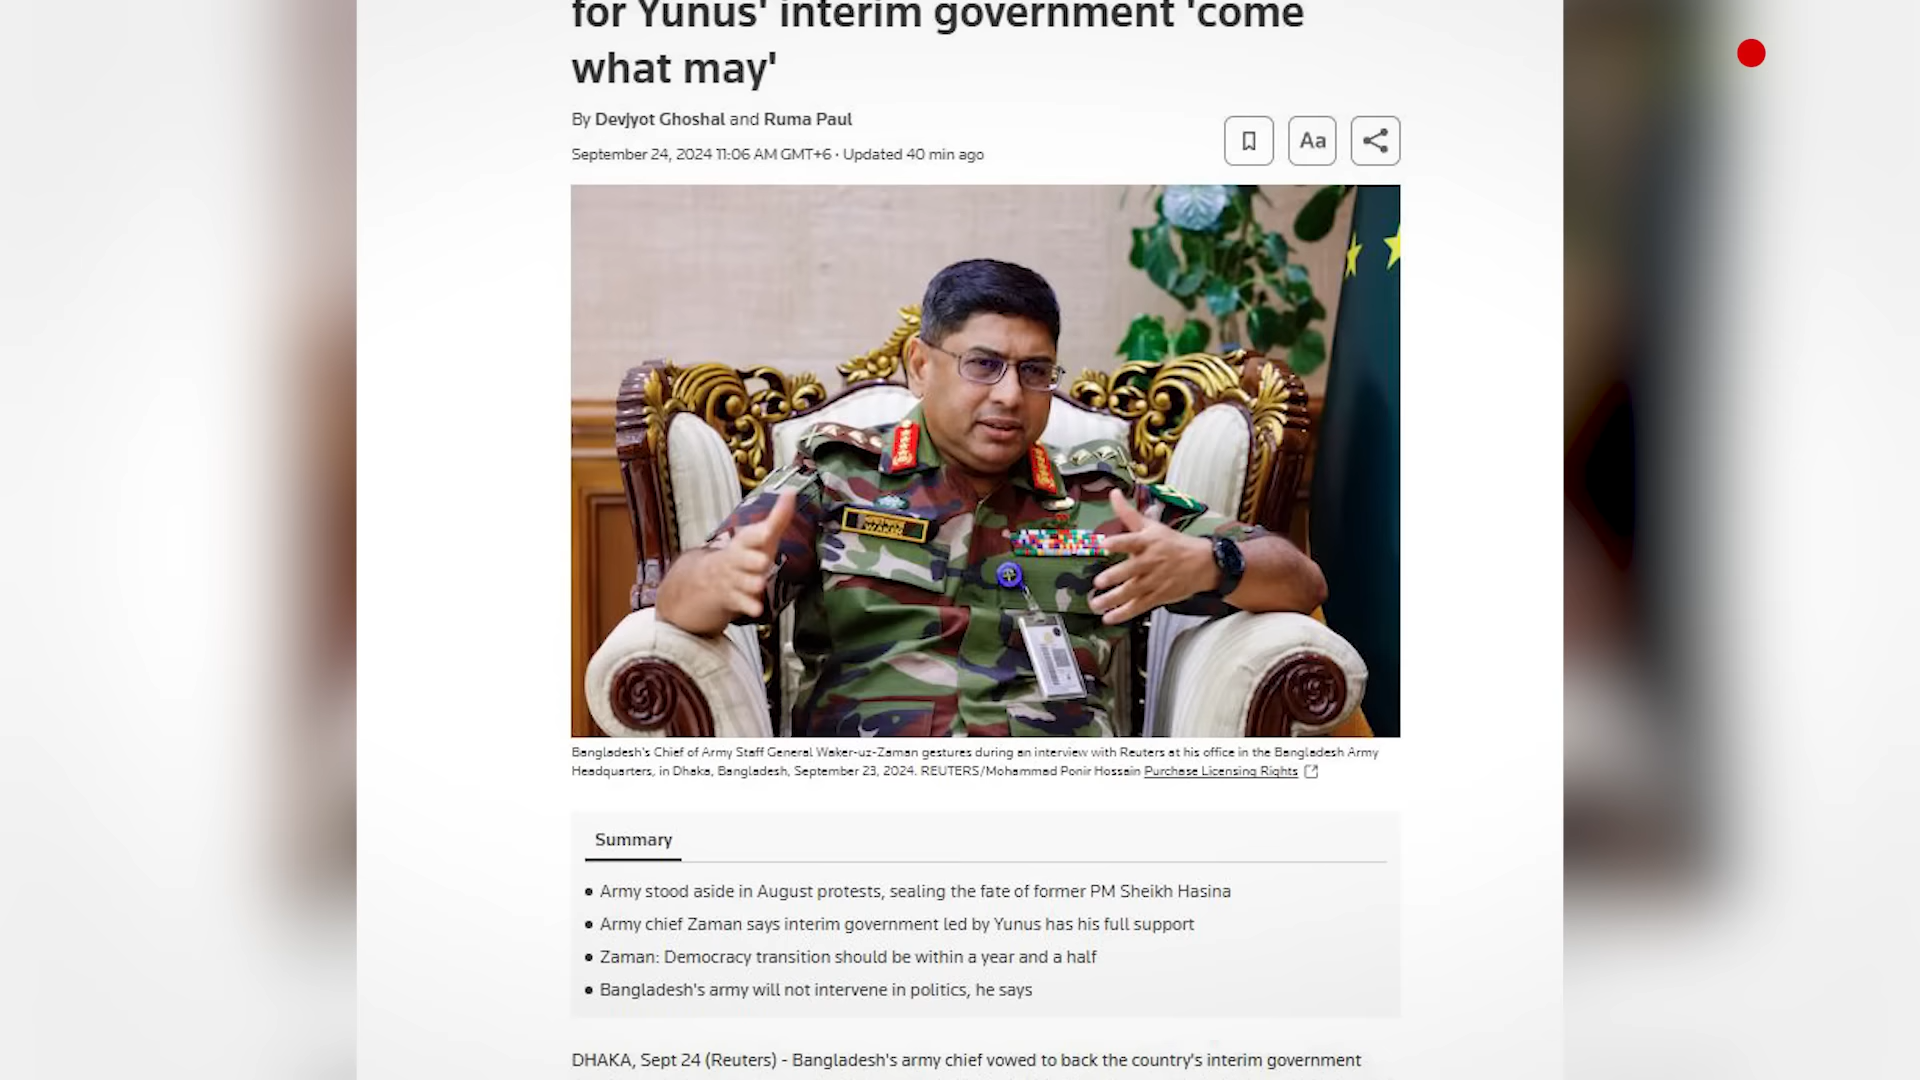 for Yunus' interim government 'come
what may'
By Devjyot Ghoshal and Ruma Paul
September 24, 2024 11:06 AM GMT+6 · Updated 40 min ago
Aa
WAKER
Bangladesh's Chief of Army Staff General Waker-uz-Zaman gestures during an interview with Reuters at his office in the Bangladesh Army
Headquarters, in Dhaka, Bangladesh, September 23, 2024. REUTERS/Mohammad Ponir Hossain Purchase Licensing Rights
Summary
• Army stood aside in August protests, sealing the fate of former PM Sheikh Hasina
• Army chief Zaman says interim government led by Yunus has his full support
• Zaman: Democracy transition should be within a year and a half
• Bangladesh's army will not intervene in politics, he says
DHAKA, Sept 24 (Reuters) - Bangladesh's army chief vowed to back the country's interim government